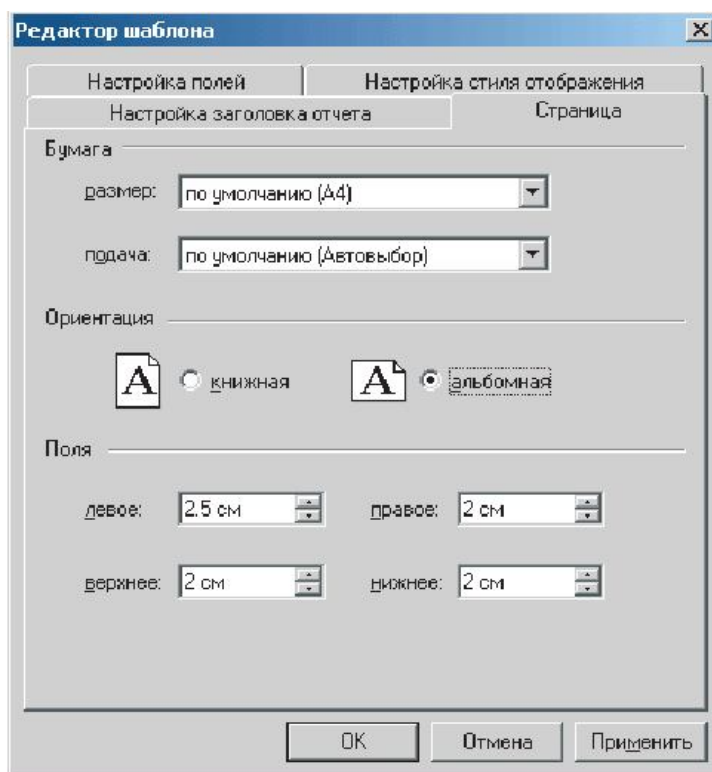 Редактор шаблона
Настройка полей Настройка стиля отображения
Настройка заголовка отчета Страница
Бумага
размер: по умолчанию (А4)
подача: по умолчанию (Автовыбор)
Ориентация
A книжная A альбомная
Поля
левое: 2.5 см правое: 2 см
верхнее: 2 см нижнее: 2 см
OK Отмена Применить